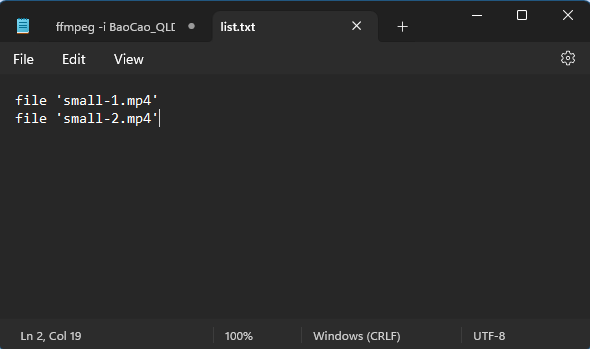 ffmpeg -i BaoCao_QLD
list.txt
File Edit View
file 'small-1.mp4'
file 'small-2.mp4'
Ln 2, Col 19 100% Windows (CRLF) UTF-8